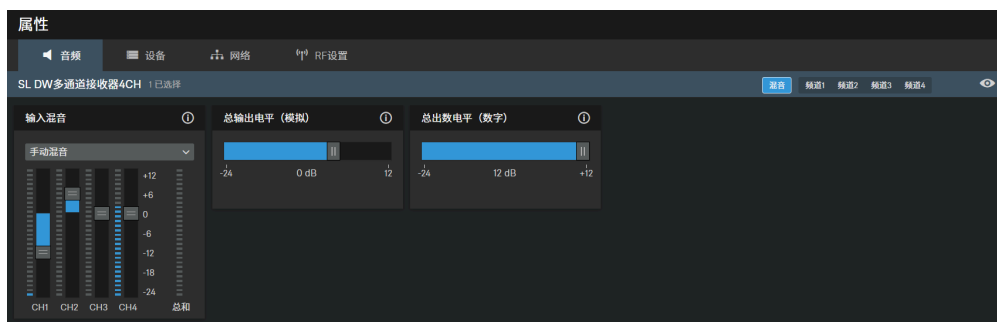 属性
音频 设备 网络 RF设置
SL DW多通道接收器4CH 1 已选择 混音 频道1 频道2 频道3 频道4
输入混音 总输出电平（模拟） 总出数电平（数字）
手动混音
-24 0 dB 12 -24 12 dB +12
+12
+6
0
-6
-12
-18
-24
CH1 CH2 CH3 CH4 总和